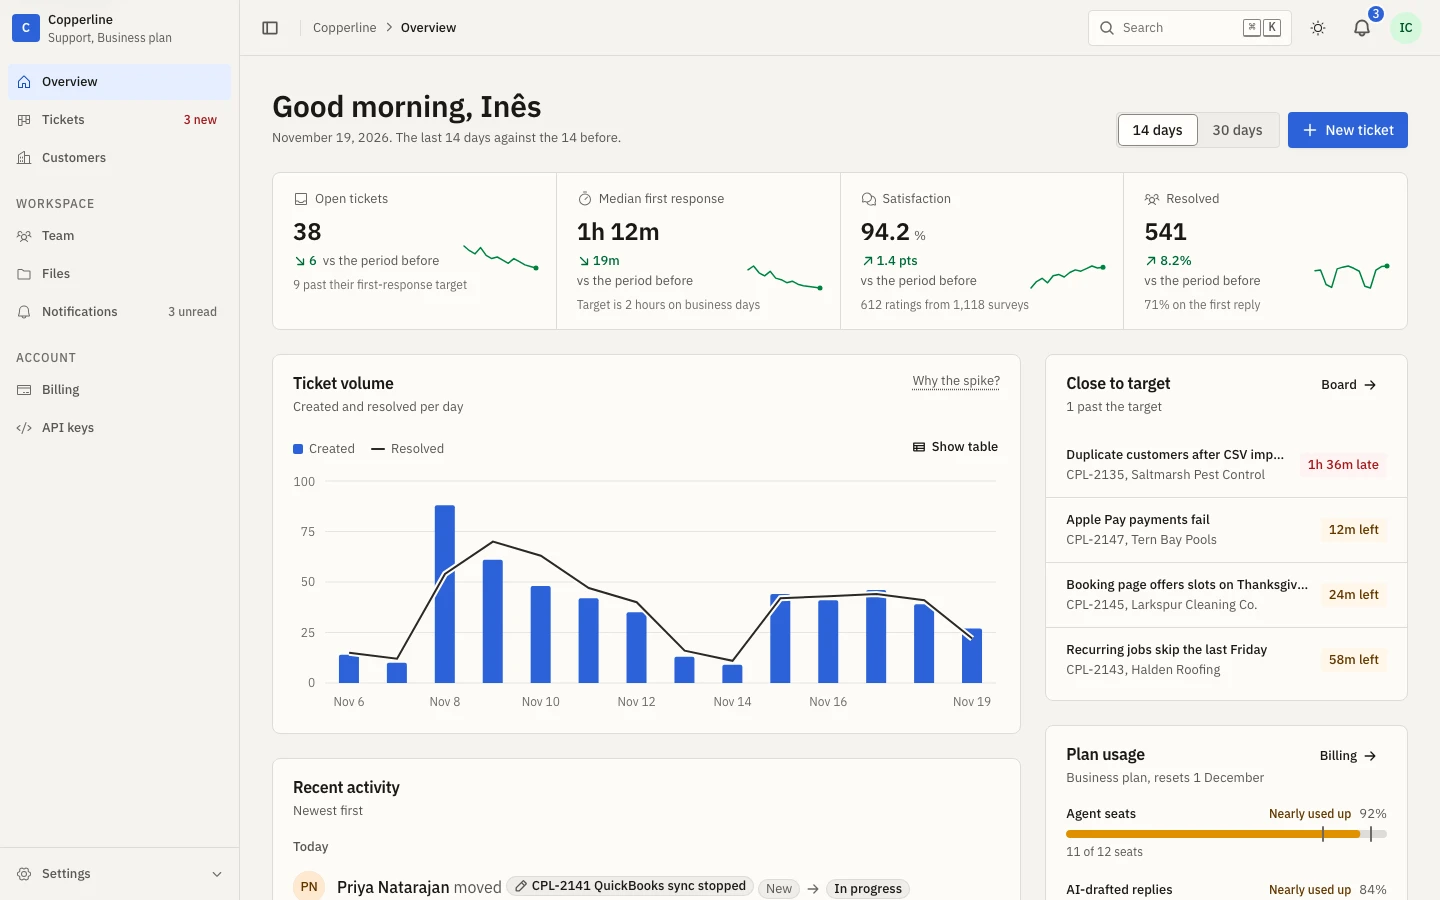 C
Copperline
Support, Business plan
Overview
Tickets
3 new
Customers
WORKSPACE
Team
Files
Notifications
3 unread
ACCOUNT
Billing
API keys
Settings
Copperline
Overview
Search
⌘ K
3
IC
Good morning, Inês
November 19, 2026. The last 14 days against the 14 before.
14 days
30 days
New ticket
Open tickets
38
6 vs the period before
9 past their first-response target
Median first response
1h 12m
19m
vs the period before
Target is 2 hours on business days
Satisfaction
94.2 %
1.4 pts
vs the period before
612 ratings from 1,118 surveys
Resolved
541
8.2%
vs the period before
71% on the first reply
Ticket volume
Why the spike?
Created and resolved per day
Created
Resolved
Show table
100
75
50
25
0
Nov 6
Nov 8
Nov 10
Nov 12
Nov 14
Nov 16
Nov 19
Recent activity
Newest first
Today
PN
Priya Natarajan moved CPL-2141 QuickBooks sync stopped New → In progress
Close to target
Board
1 past the target
Duplicate customers after CSV imp...
CPL-2135, Saltmarsh Pest Control
1h 36m late
Apple Pay payments fail
CPL-2147, Tern Bay Pools
12m left
Booking page offers slots on Thanksgiv...
CPL-2145, Larkspur Cleaning Co.
24m left
Recurring jobs skip the last Friday
CPL-2143, Halden Roofing
58m left
Plan usage
Billing
Business plan, resets 1 December
Agent seats
Nearly used up 92%
11 of 12 seats
AI-drafted replies
Nearly used up 84%